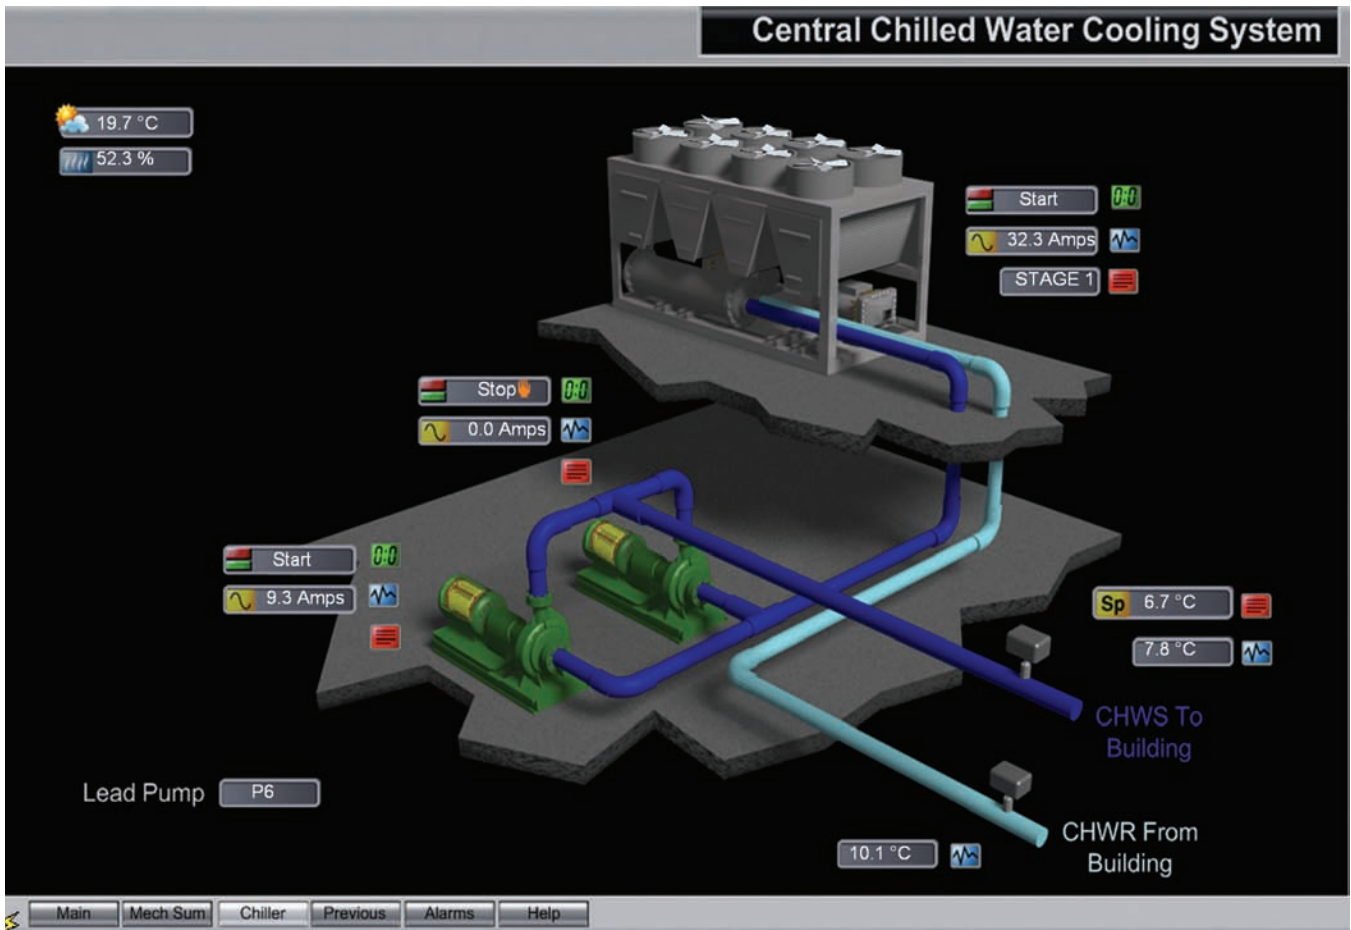 Central Chilled Water Cooling System
19.7 °C
52.3 %
Start
0:0
32.3 Amps
STAGE 1
Stop
0:0
0.0 Amps
Start
0:0
9.3 Amps
Sp 6.7 °C
7.8 °C
CHWS To
Building
Lead Pump P6
CHWR From
Building
10.1 °C
Main Mech Sum Chiller Previous Alarms Help